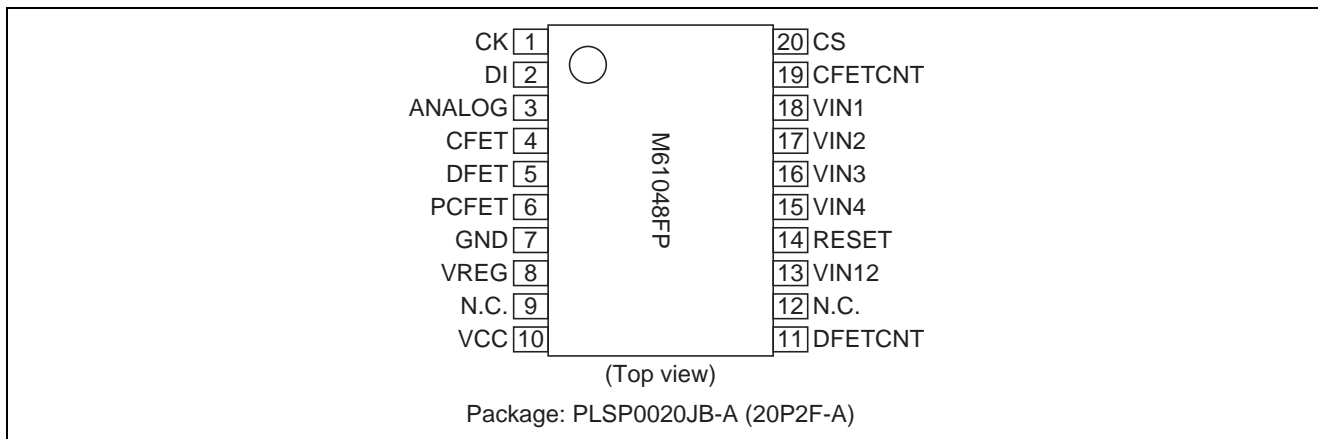 CK 1 20 CS
DI 2 19 CFETCNT
ANALOG 3 18 VIN1
CFET 4 17 VIN2
DFET 5 16 VIN3
PCFET 6 15 VIN4
GND 7 14 RESET
VREG 8 13 VIN12
N.C. 9 12 N.C.
VCC 10 11 DFETCNT
M61048FP
(Top view)
Package: PLSP0020JB-A (20P2F-A)